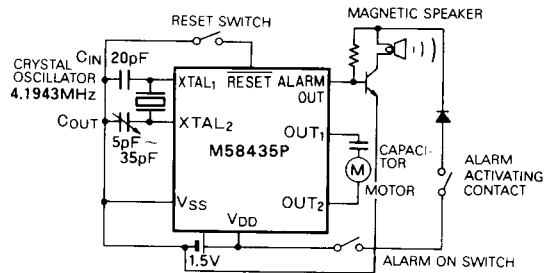 RESET SWITCH
MAGNETIC SPEAKER
CIN 20pF
CRYSTAL
OSCILLATOR
4.1943MHz
COUT
5pF ~
35pF
XTAL1
RESET
ALARM
OUT
XTAL2
OUT1
M58435P
CAPACI-
TOR
M
MOTOR
ALARM
ACTIVATING
CONTACT
VSS
VDD
OUT2
1.5V
ALARM ON SWITCH